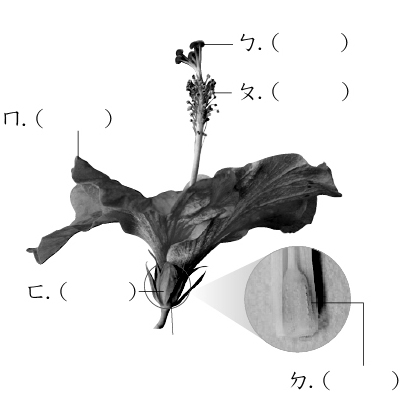 ㄅ. (　　)
ㄆ. (　　)
ㄇ. (　　)
ㄈ. (　　)
ㄉ. (　　)